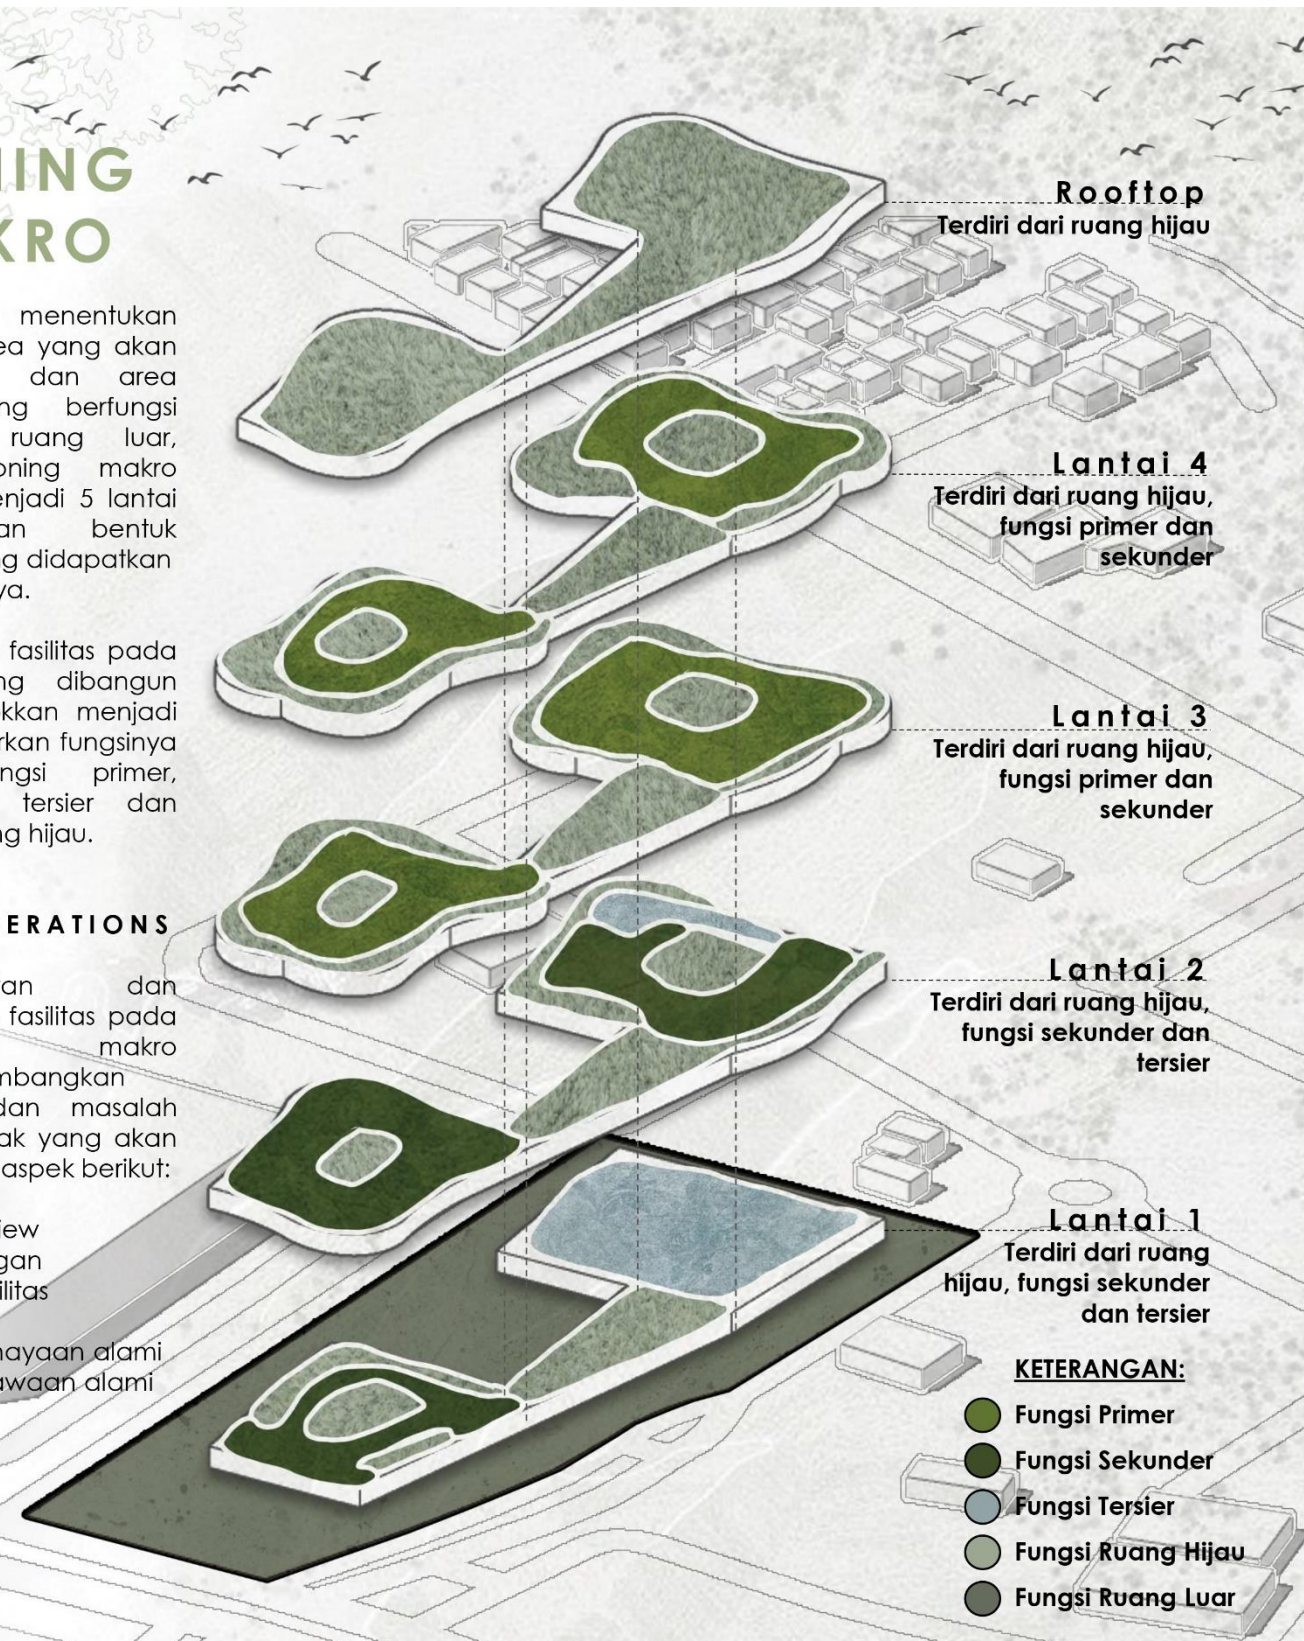 NING
KRO
menentukan
ea yang akan
dan area
ng berfungsi
ruang luar,
oning makro
enjadi 5 lantai
an bentuk
g didapatkan
ya.
fasilitas pada
ng dibangun
okkan menjadi
rkan fungsinya
ngsi primer,
tersier dan
ng hijau.
ERATIONS
an dan
fasilitas pada
makro
mbangkan
dan masalah
ak yang akan
aspek berikut:
iew
gan
ilitas
hayaan alami
awaan alami
Rooftop
Terdiri dari ruang hijau
Lantai 4
Terdiri dari ruang hijau,
fungsi primer dan
sekunder
Lantai 3
Terdiri dari ruang hijau,
fungsi primer dan
sekunder
Lantai 2
Terdiri dari ruang hijau,
fungsi sekunder dan
tersier
Lantai 1
Terdiri dari ruang
hijau, fungsi sekunder
dan tersier
KETERANGAN:
Fungsi Primer
Fungsi Sekunder
Fungsi Tersier
Fungsi Ruang Hijau
Fungsi Ruang Luar